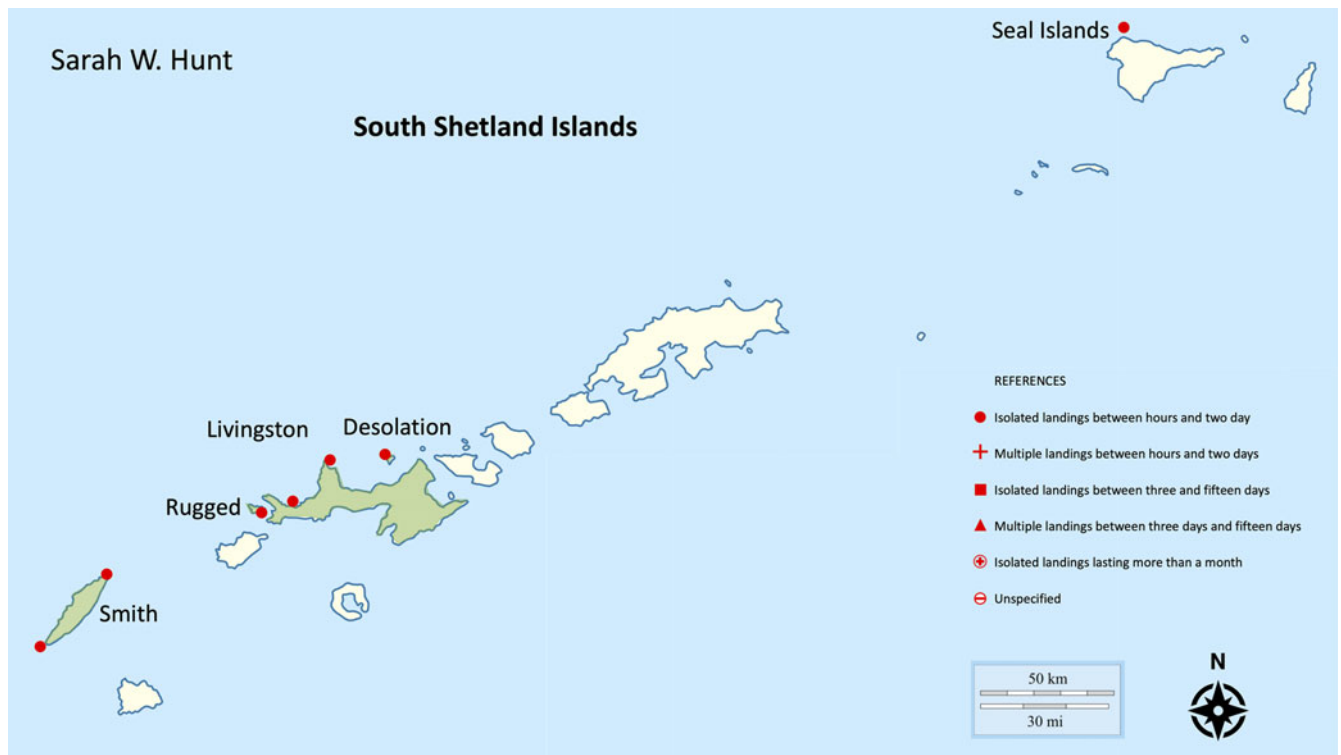 Seal Islands
Sarah W. Hunt
South Shetland Islands
REFERENCES
Isolated landings between hours and two day
Multiple landings between hours and two days
Isolated landings between three and fifteen days
Multiple landings between three days and fifteen days
Isolated landings lasting more than a month
Unspecified
Livingston
Desolation
Rugged
Smith
50 km
30 mi
N